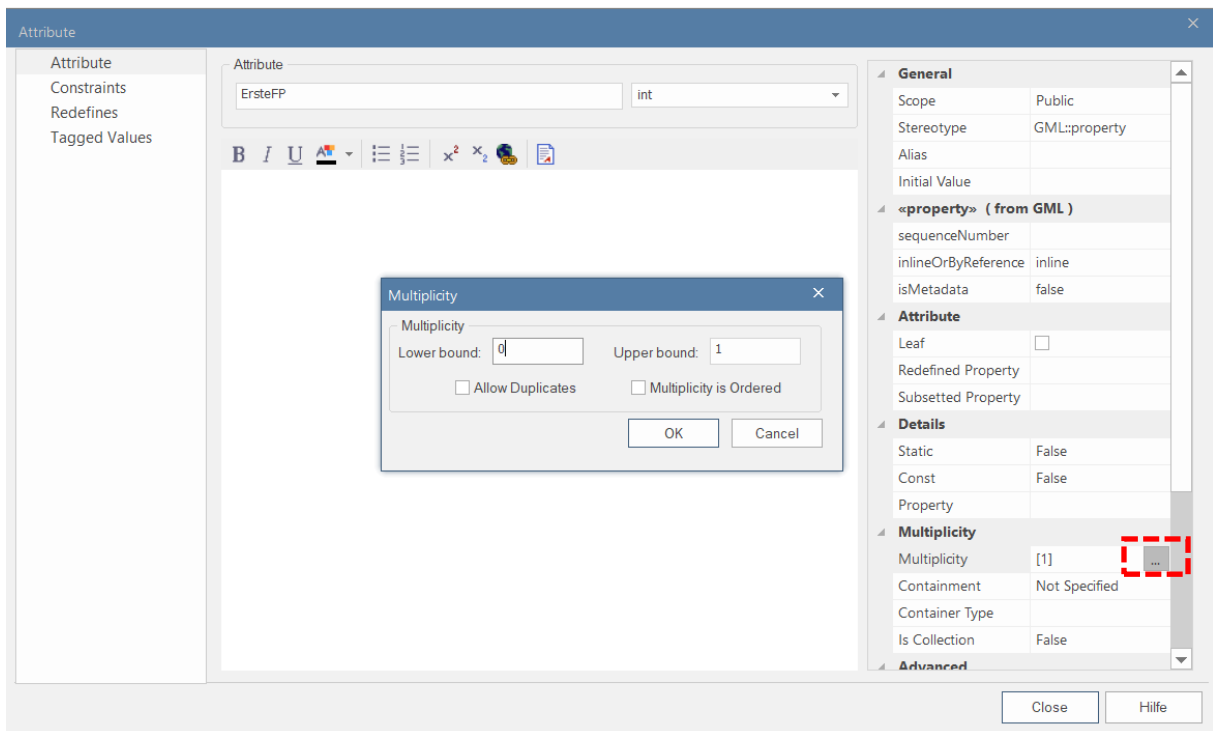 Attribute
Attribute
Constraints
Redefines
Tagged Values
Attribute
ErsteFP
int
B I U A x² x₂
Multiplicity
Multiplicity
Lower bound: 0
Upper bound: 1
Allow Duplicates
Multiplicity is Ordered
OK
Cancel
General
Scope Public
Stereotype GML::property
Alias
Initial Value
«property» ( from GML )
sequenceNumber
inlineOrByReference inline
isMetadata false
Attribute
Leaf
Redefined Property
Subsetted Property
Details
Static False
Const False
Property
Multiplicity
Multiplicity [1] ...
Containment Not Specified
Container Type
Is Collection False
Advanced
Close
Hilfe